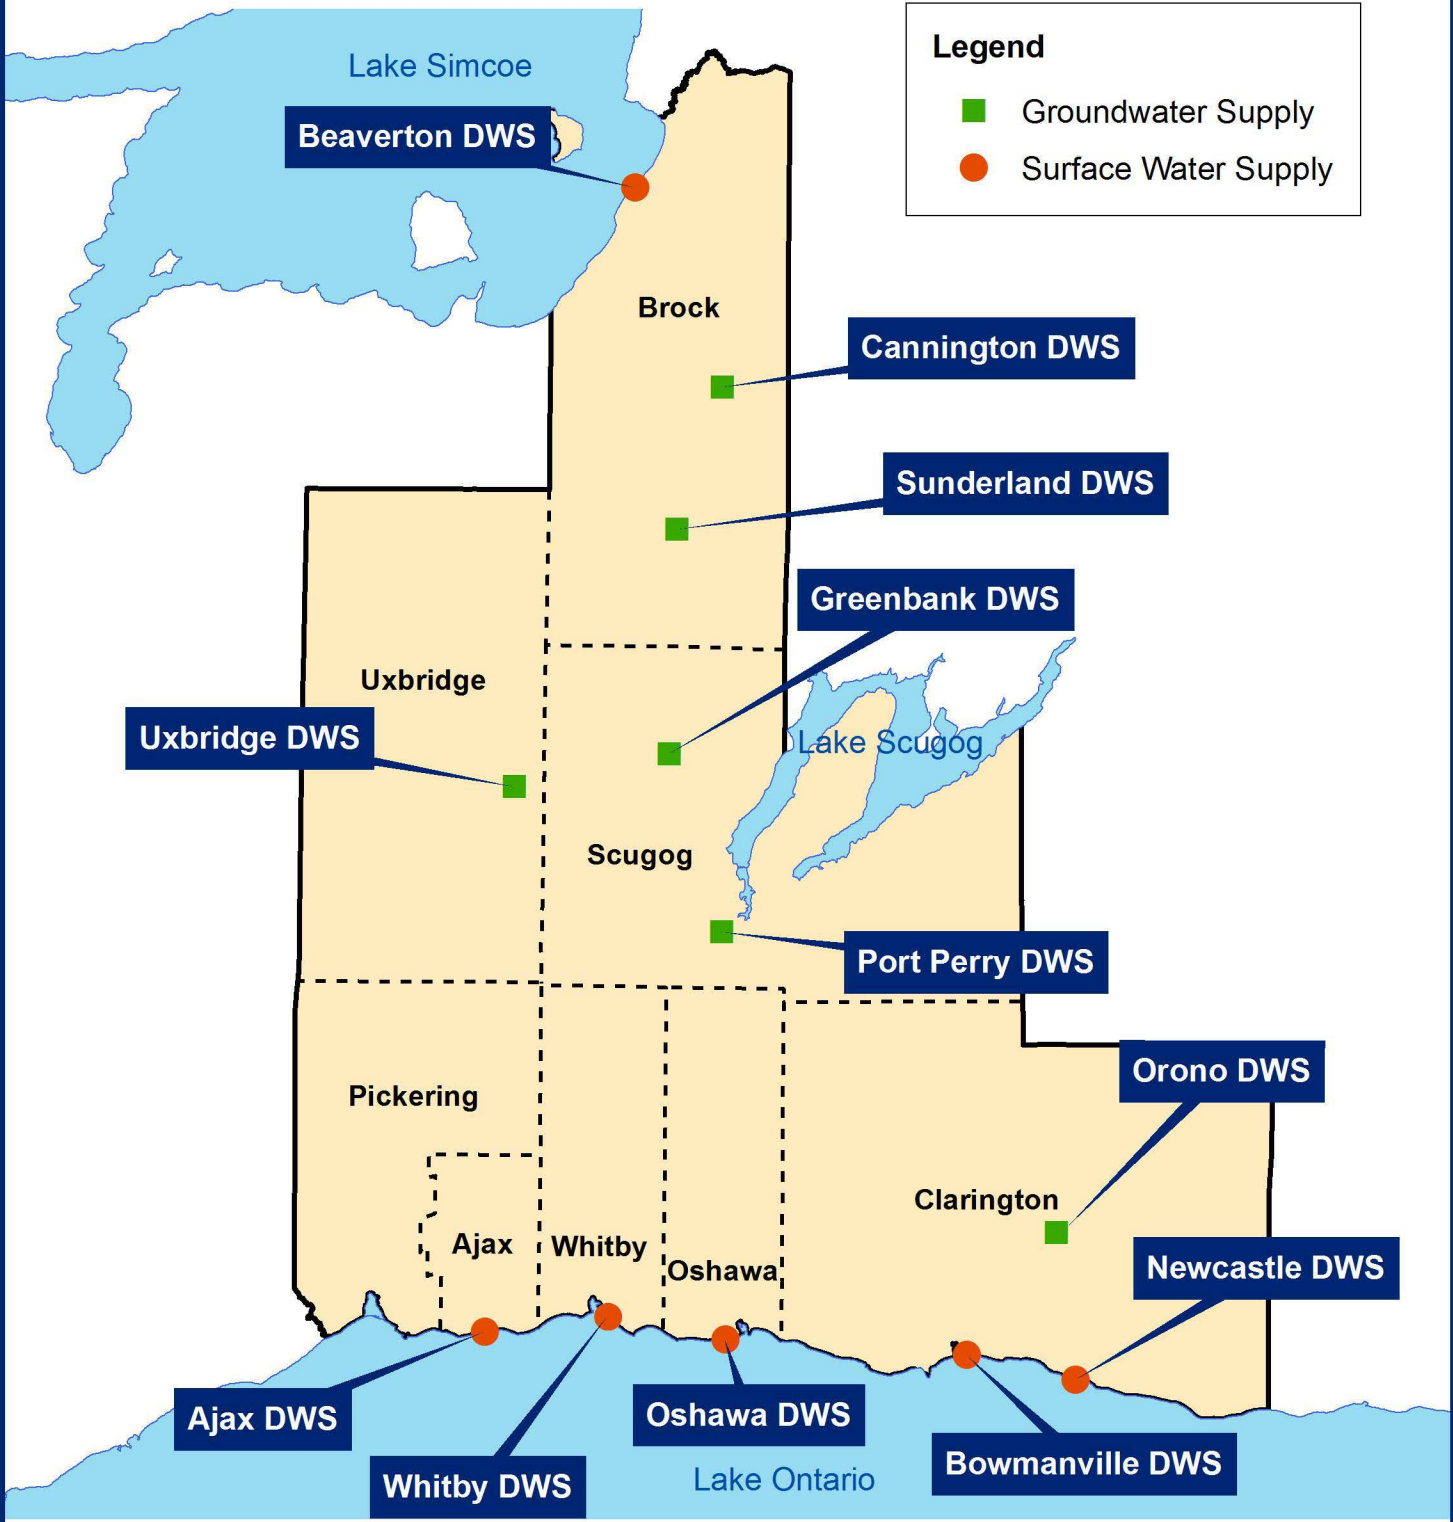 Legend
Groundwater Supply
Surface Water Supply
Lake Simcoe
Beaverton DWS
Brock
Cannington DWS
Sunderland DWS
Greenbank DWS
Uxbridge
Uxbridge DWS
Lake Scugog
Scugog
Port Perry DWS
Orono DWS
Pickering
Clarington
Ajax
Whitby
Oshawa
Newcastle DWS
Ajax DWS
Oshawa DWS
Bowmanville DWS
Whitby DWS
Lake Ontario